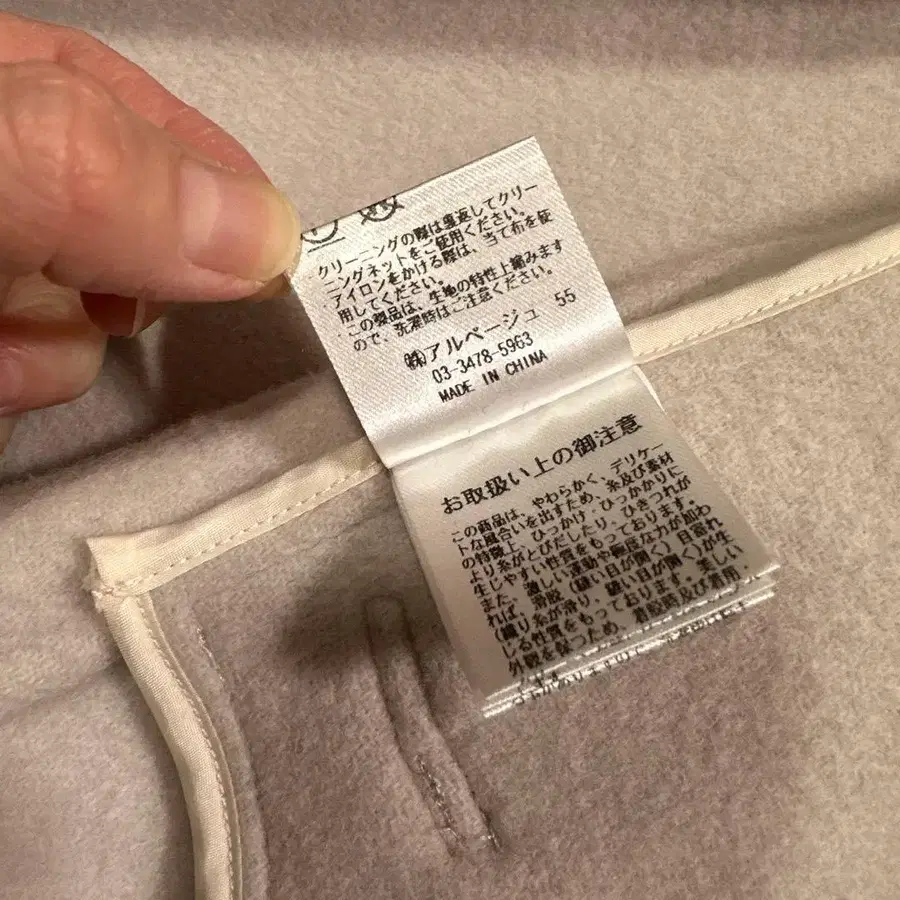 クリーニングの際は裏返してクリー
ニングネットをご使用ください。
アイロンをかける際は、当て布を使
用してください。
この製品は、生地の特性上縮みます
ので、洗濯時はご注意ください。
55
㈱アルページュ
03-3478-5963
MADE IN CHINA
お取扱い上の御注意
この商品は、やわらかく、デリケー
トな風合いを出すため、糸及び素材
の特徴上、ひっかけ、ひっかかりに
より糸がとびだしたり、ひきつれが
生じやすい性質をもっております。
また、激しい運動や極度な力が加わ
れば、滑脱(縫い目が開く)目寄れ
(織り糸が滑り、縫い目が開く)が生
じる性質をもっております。美しい
外観を保つため、着脱時及び着用